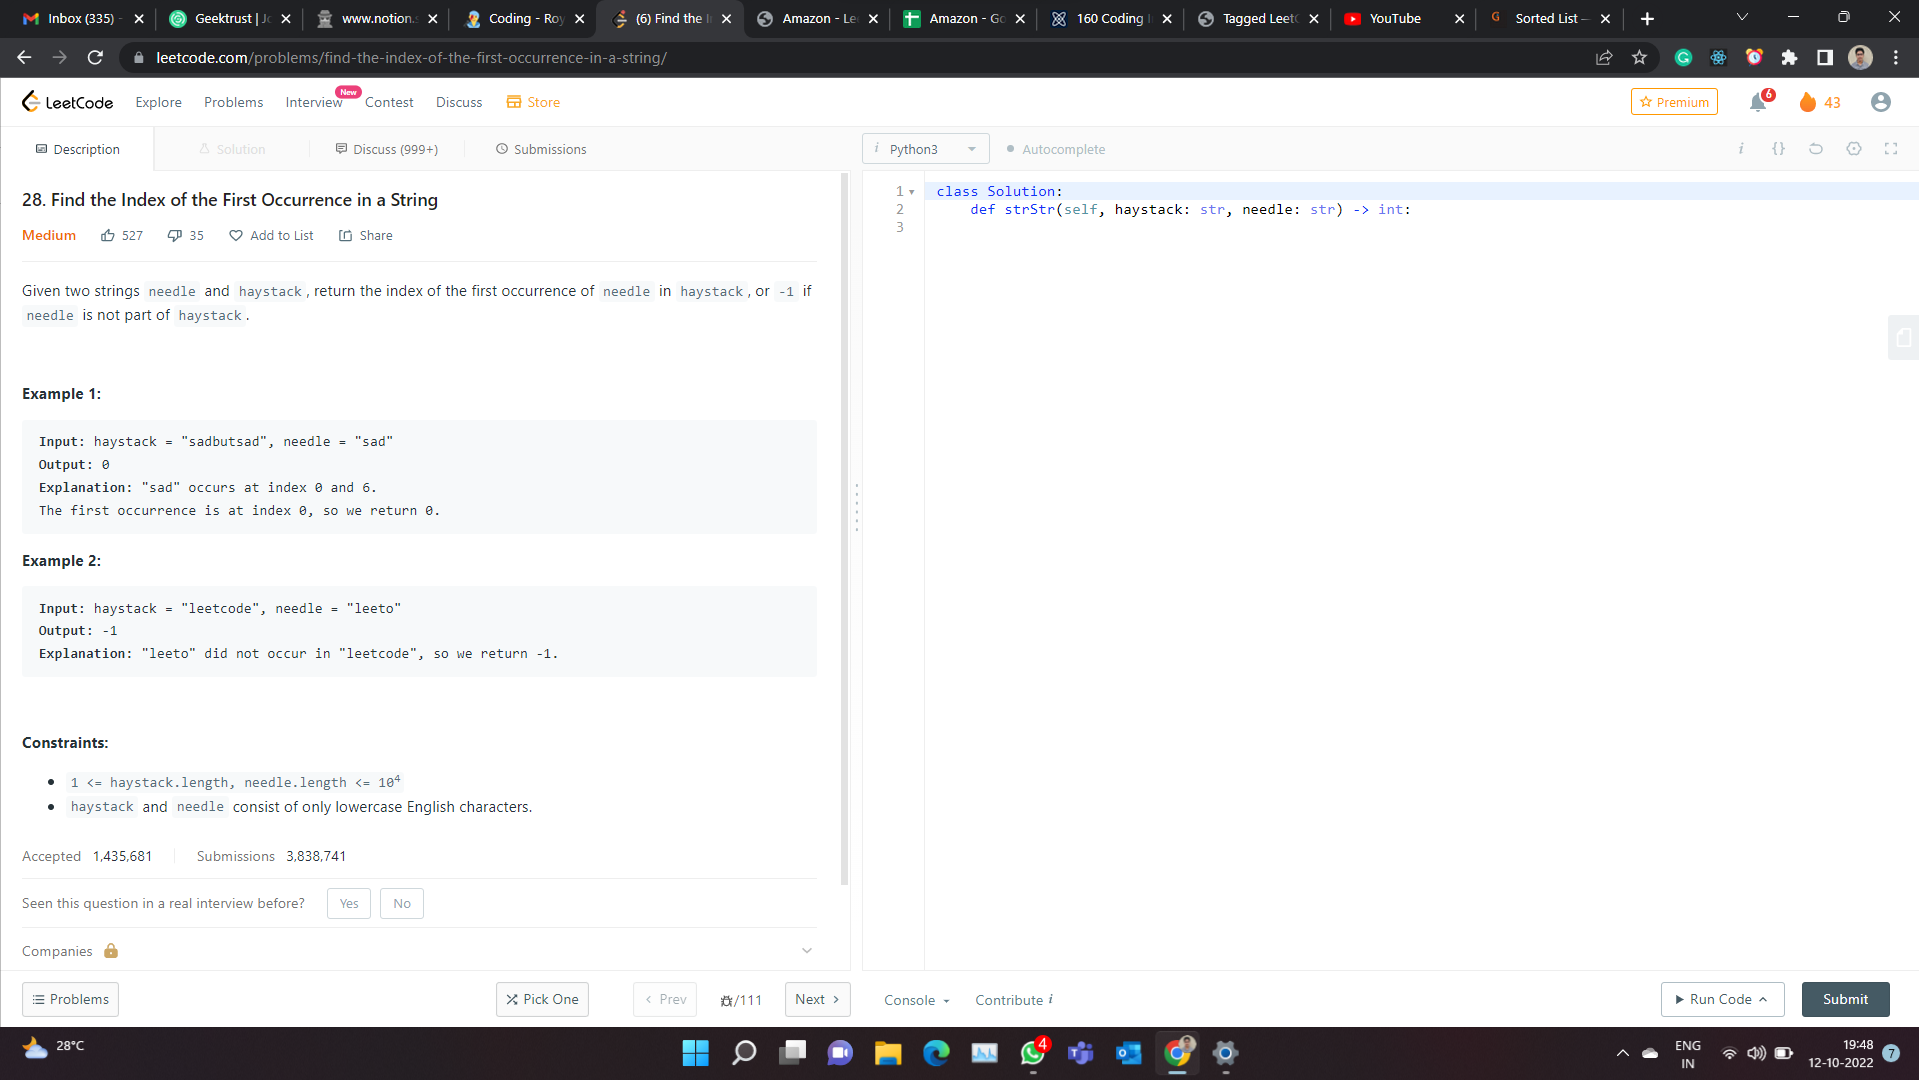 Inbox (335) -
Geektrust | Jo
www.notion.s
Coding - Roy
(6) Find the I
Amazon - Le
Amazon - Go
160 Coding I
Tagged LeetC
YouTube
G Sorted List –
leetcode.com/problems/find-the-index-of-the-first-occurrence-in-a-string/
LeetCode Explore Problems Interview New Contest Discuss Store
Premium 6 43
Description Solution Discuss (999+) Submissions
i Python3 Autocomplete i {}
28. Find the Index of the First Occurrence in a String
Medium 527 35 Add to List Share
Given two strings needle and haystack, return the index of the first occurrence of needle in haystack, or -1 if
needle is not part of haystack.
Example 1:
Input: haystack = "sadbutsad", needle = "sad"
Output: 0
Explanation: "sad" occurs at index 0 and 6.
The first occurrence is at index 0, so we return 0.
Example 2:
Input: haystack = "leetcode", needle = "leeto"
Output: -1
Explanation: "leeto" did not occur in "leetcode", so we return -1.
Constraints:
• 1 <= haystack.length, needle.length <= 10⁴
• haystack and needle consist of only lowercase English characters.
Accepted 1,435,681 Submissions 3,838,741
Seen this question in a real interview before? Yes No
Companies
1 class Solution:
2 def strStr(self, haystack: str, needle: str) -> int:
3
Problems Pick One < Prev /111 Next > Console Contribute i Run Code Submit
28°C
4
ENG
IN
19:48
12-10-2022
7